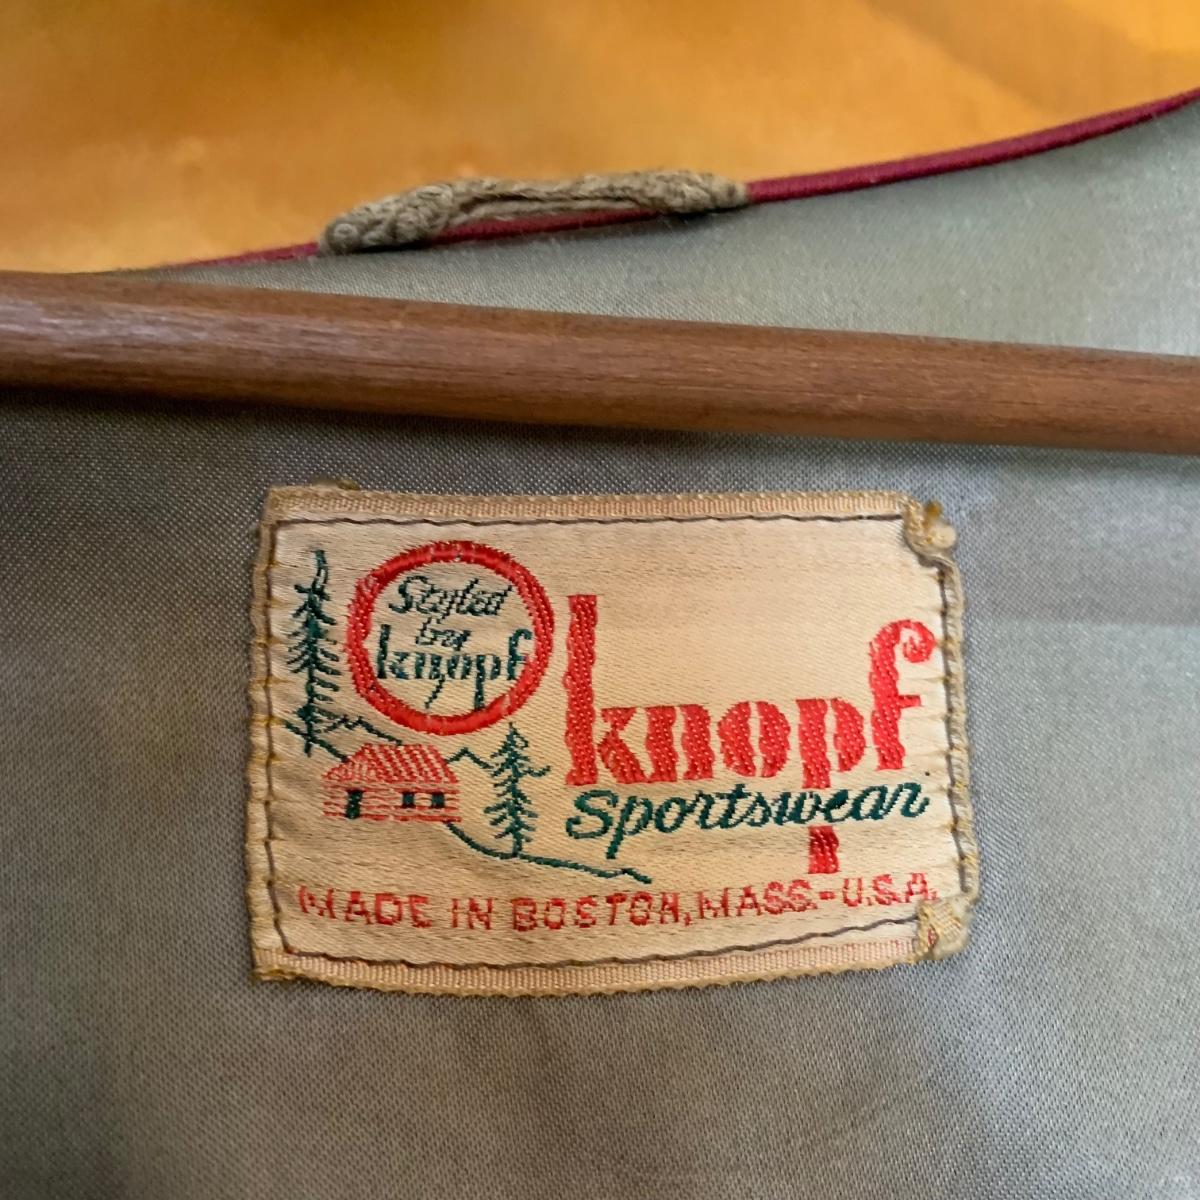 Styled
by
knopf
knopf
Sportswear
MADE IN BOSTON, MASS.-U.S.A.